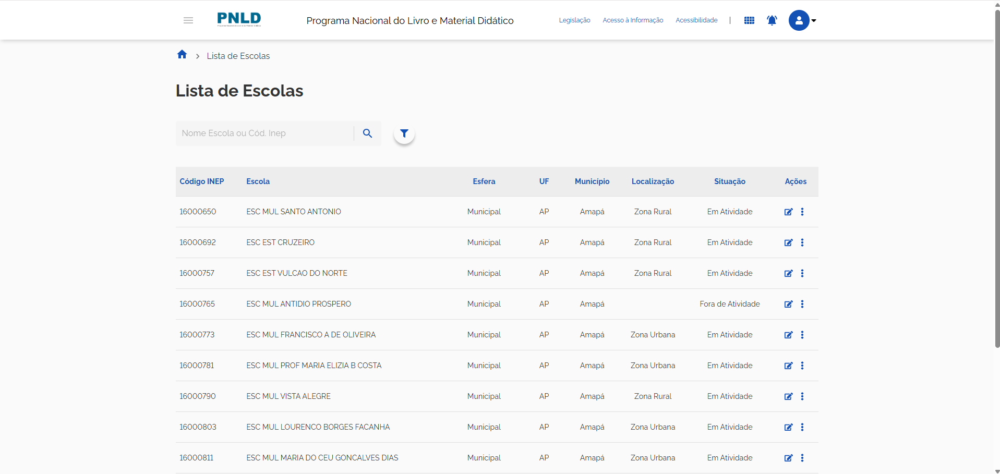 PNLD
Programa Nacional do Livro e Material Didático
Legislação
Acesso à Informação
Acessibilidade
Lista de Escolas
Lista de Escolas
Nome Escola ou Cód. Inep
Código INEP Escola Esfera UF Município Localização Situação Ações
16000650 ESC MUL SANTO ANTONIO Municipal AP Amapá Zona Rural Em Atividade
16000692 ESC EST CRUZEIRO Municipal AP Amapá Zona Rural Em Atividade
16000757 ESC EST VULCAO DO NORTE Municipal AP Amapá Zona Rural Em Atividade
16000765 ESC MUL ANTIDIO PROSPERO Municipal AP Amapá Fora de Atividade
16000773 ESC MUL FRANCISCO A DE OLIVEIRA Municipal AP Amapá Zona Urbana Em Atividade
16000781 ESC MUL PROF MARIA ELIZIA B COSTA Municipal AP Amapá Zona Urbana Em Atividade
16000790 ESC MUL VISTA ALEGRE Municipal AP Amapá Zona Rural Em Atividade
16000803 ESC MUL LOURENCO BORGES FACANHA Municipal AP Amapá Zona Urbana Em Atividade
16000811 ESC MUL MARIA DO CEU GONCALVES DIAS Municipal AP Amapá Zona Urbana Em Atividade